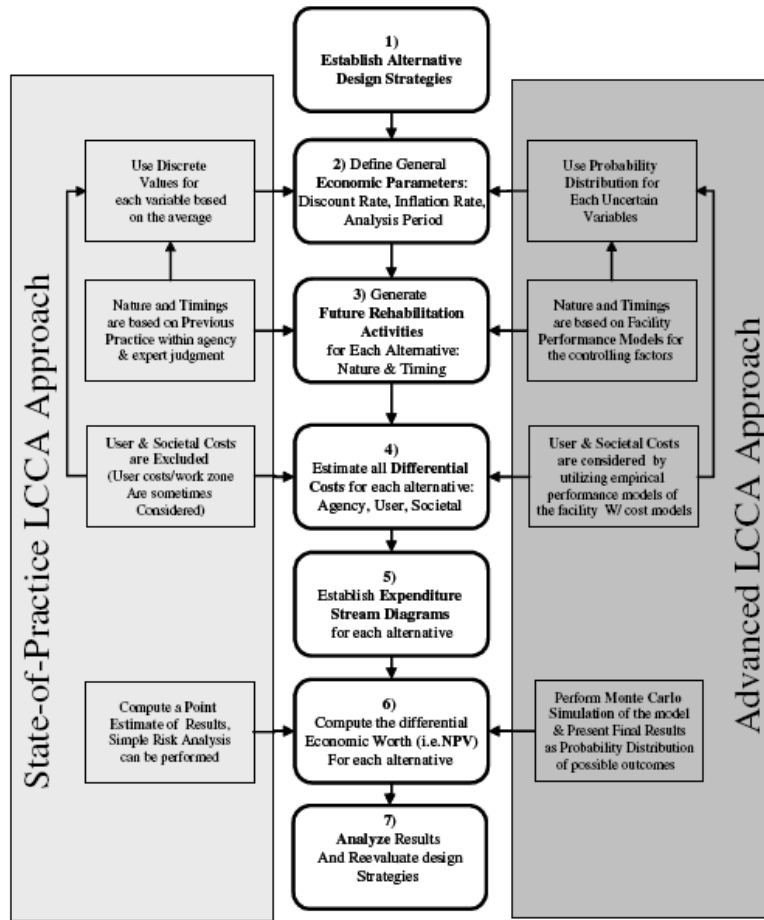 State-of-Practice LCCA Approach
Use Discrete
Values for
each variable based
on the average
Nature and Timings
are based on Previous
Practice within agency
& expert judgment
User & Societal Costs
are Excluded
(User costs/work zone
Are sometimes
Considered)
Compute a Point
Estimate of Results,
Simple Risk Analysis
can be performed
1)
Establish Alternative
Design Strategies
2) Define General
Economic Parameters:
Discount Rate, Inflation Rate,
Analysis Period
3) Generate
Future Rehabilitation
Activities
for Each Alternative:
Nature & Timing
4)
Estimate all Differential
Costs for each alternative:
Agency, User, Societal
5)
Establish Expenditure
Stream Diagrams
for each alternative
6)
Compute the differential
Economic Worth (i.e.NPV)
For each alternative
7)
Analyze Results
And Reevaluate design
Strategies
Advanced LCCA Approach
Use Probability
Distribution for
Each Uncertain
Variables
Nature and Timings
are based on Facility
Performance Models for
the controlling factors
User & Societal Costs
are considered by
utilizing empirical
performance models of
the facility W/ cost models
Perform Monte Carlo
Simulation of the model
& Present Final Results
as Probability Distribution
of possible outcomes